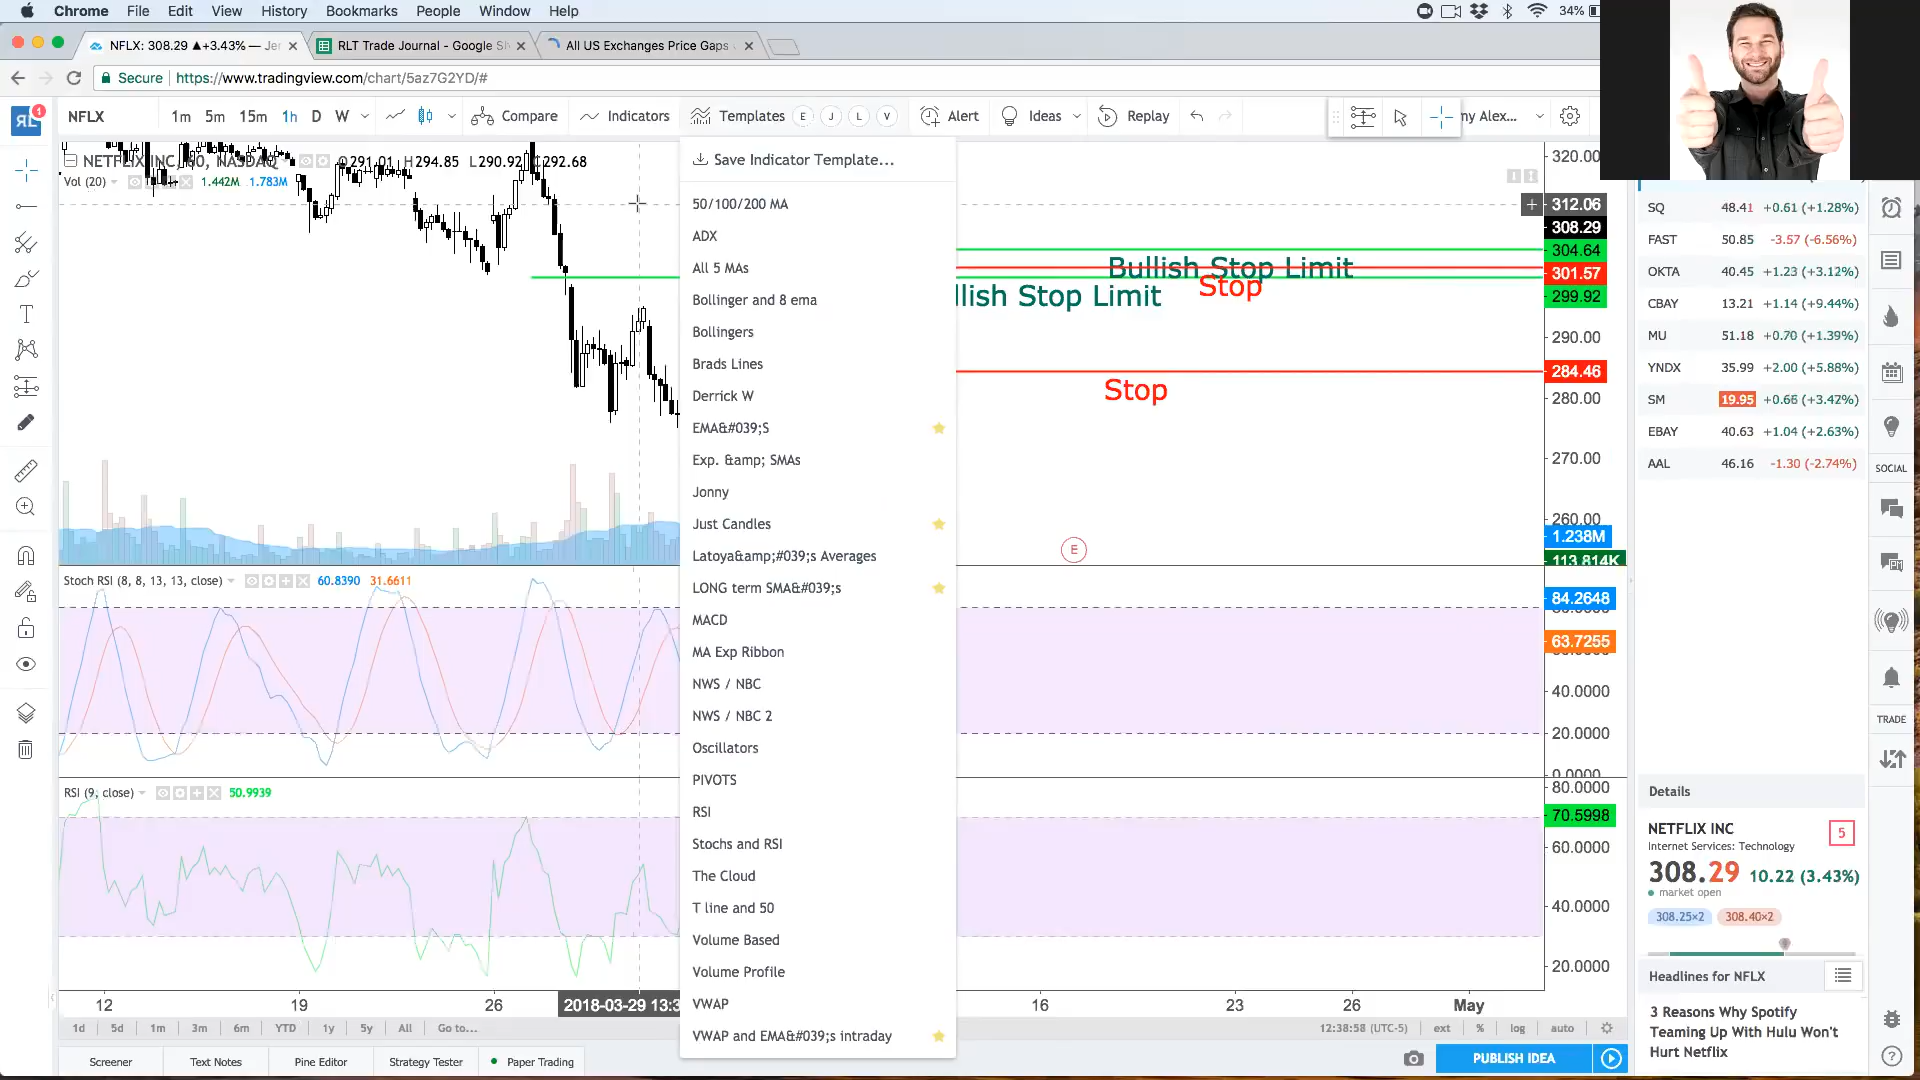 Chrome File Edit View History Bookmarks People Window Help
34%
NFLX: 308.29 ▲+3.43% — Jer
RLT Trade Journal - Google Sh
All US Exchanges Price Gaps
Secure | https://www.tradingview.com/chart/5az7G2YD/#
NFLX 1m 5m 15m 1h D W Compare Indicators Templates E J L V Alert Ideas Replay ny Alex...
1
NETFLIX INC, 60, NASDAQ O291.01 H294.85 L290.92 C292.68
Vol (20) 1.442M 1.783M
Save Indicator Template...
50/100/200 MA
ADX
All 5 MAs
Bollinger and 8 ema
Bollingers
Brads Lines
Derrick W
EMA&#039;S
Exp. &amp; SMAs
Jonny
Just Candles
Latoya&amp;#039;s Averages
LONG term SMA&#039;s
MACD
MA Exp Ribbon
NWS / NBC
NWS / NBC 2
Oscillators
PIVOTS
RSI
Stochs and RSI
The Cloud
T line and 50
Volume Based
Volume Profile
VWAP
VWAP and EMA&#039;s intraday
Bullish Stop Limit
Stop
llish Stop Limit
Stop
E
320.00
312.06
308.29
304.64
301.57
299.92
290.00
284.46
280.00
270.00
260.00
1.238M
113.814K
Stoch RSI (8, 8, 13, 13, close) 60.8390 31.6611
84.2648
63.7255
40.0000
20.0000
0.0000
RSI (9, close) 50.9939
80.0000
70.5998
60.0000
40.0000
20.0000
12 19 26 2018-03-29 13:3 16 23 26 May
1d 5d 1m 3m 6m YTD 1y 5y All Go to... 12:38:58 (UTC-5) ext % log auto
Screener Text Notes Pine Editor Strategy Tester Paper Trading PUBLISH IDEA
SQ 48.41 +0.61 (+1.28%)
FAST 50.85 -3.57 (-6.56%)
OKTA 40.45 +1.23 (+3.12%)
CBAY 13.21 +1.14 (+9.44%)
MU 51.18 +0.70 (+1.39%)
YNDX 35.99 +2.00 (+5.88%)
SM 19.95 +0.66 (+3.42%)
EBAY 40.63 +1.04 (+2.63%)
AAL 46.16 -1.30 (-2.74%)
SOCIAL
TRADE
Details
NETFLIX INC 5
Internet Services: Technology
308.29 10.22 (3.43%)
market open
308.25×2 308.40×2
Headlines for NFLX
3 Reasons Why Spotify
Teaming Up With Hulu Won't
Hurt Netflix